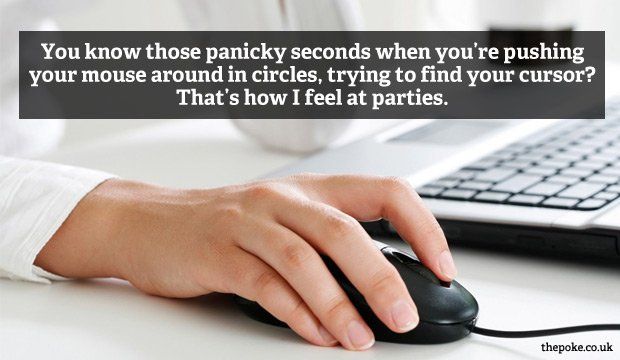 You know those panicky seconds when you’re pushing
your mouse around in circles, trying to find your cursor?
That’s how I feel at parties.
thepoke.co.uk